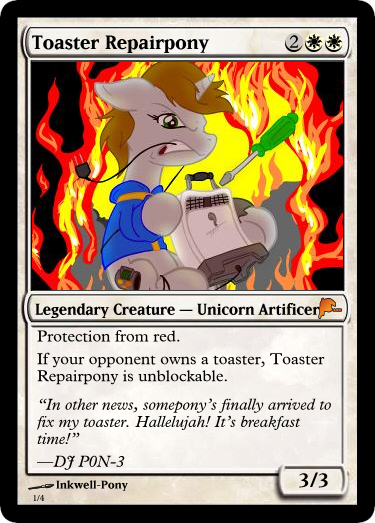 Toaster Repairpony 2
Legendary Creature — Unicorn Artificer
Protection from red.
If your opponent owns a toaster, Toaster
Repairpony is unblockable.
“In other news, somepony's finally arrived to
fix my toaster. Hallelujah! It's breakfast
time!”
—DJ P0N-3
3/3
Inkwell-Pony
1/4